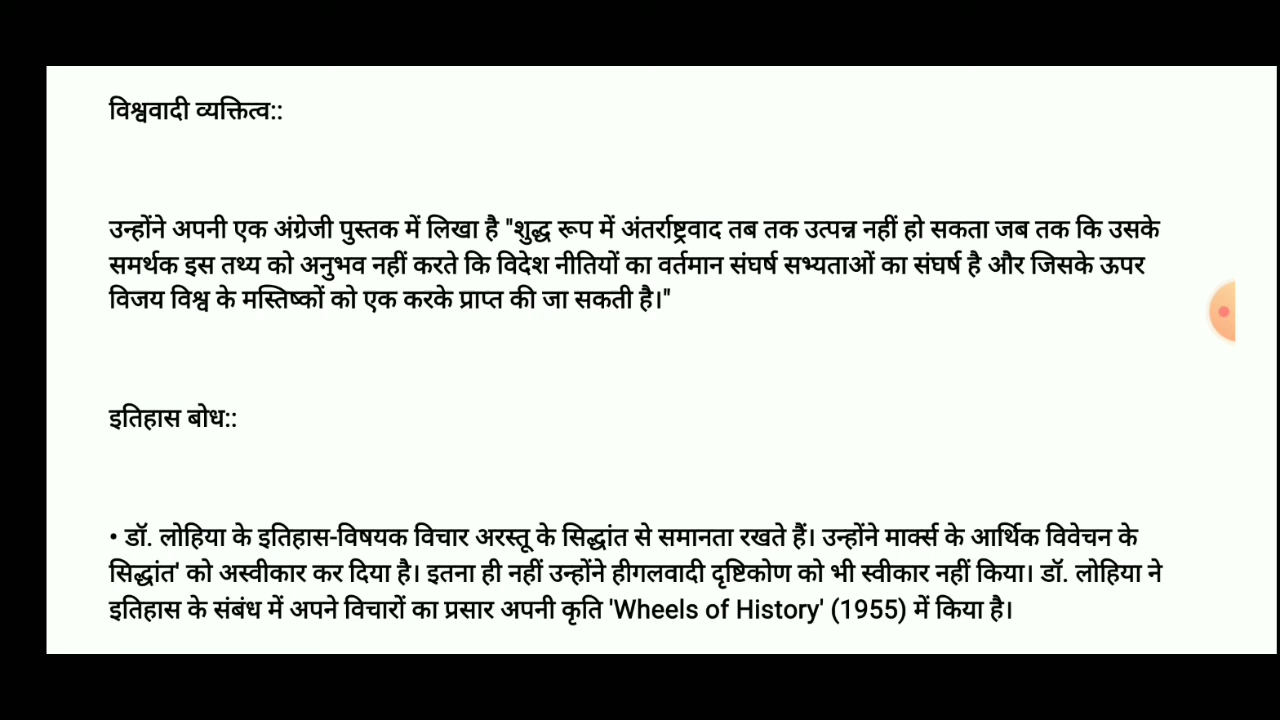 विश्ववादी व्यक्तित्व::
उन्होंने अपनी एक अंग्रेजी पुस्तक में लिखा है "शुद्ध रूप में अंतर्राष्ट्रवाद तब तक उत्पन्न नहीं हो सकता जब तक कि उसके
समर्थक इस तथ्य को अनुभव नहीं करते कि विदेश नीतियों का वर्तमान संघर्ष सभ्यताओं का संघर्ष है और जिसके ऊपर
विजय विश्व के मस्तिष्कों को एक करके प्राप्त की जा सकती है।"
इतिहास बोध::
• डॉ. लोहिया के इतिहास-विषयक विचार अरस्तू के सिद्धांत से समानता रखते हैं। उन्होंने मार्क्स के आर्थिक विवेचन के
सिद्धांत' को अस्वीकार कर दिया है। इतना ही नहीं उन्होंने हीगलवादी दृष्टिकोण को भी स्वीकार नहीं किया। डॉ. लोहिया ने
इतिहास के संबंध में अपने विचारों का प्रसार अपनी कृति 'Wheels of History' (1955) में किया है।